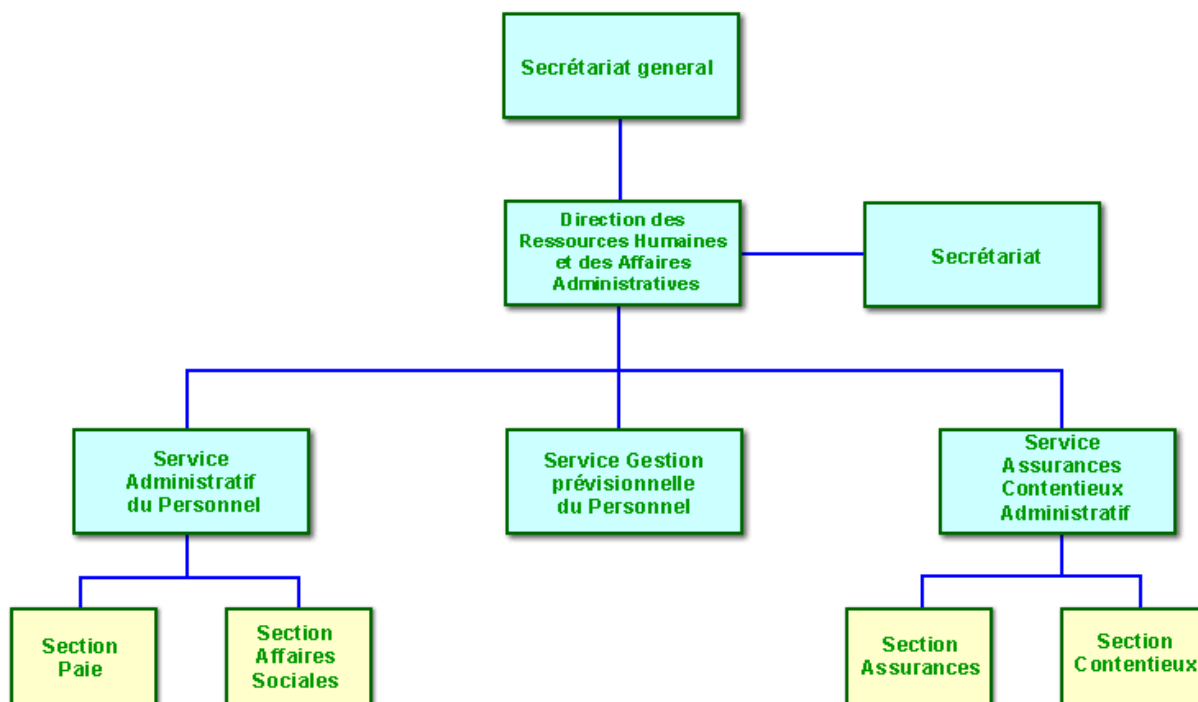 Secrétariat general
Direction des
Ressources Humaines
et des Affaires
Administratives
Secrétariat
Service
Administratif
du Personnel
Service Gestion
prévisionnelle
du Personnel
Service
Assurances
Contentieux
Administratif
Section
Paie
Section
Affaires
Sociales
Section
Assurances
Section
Contentieux